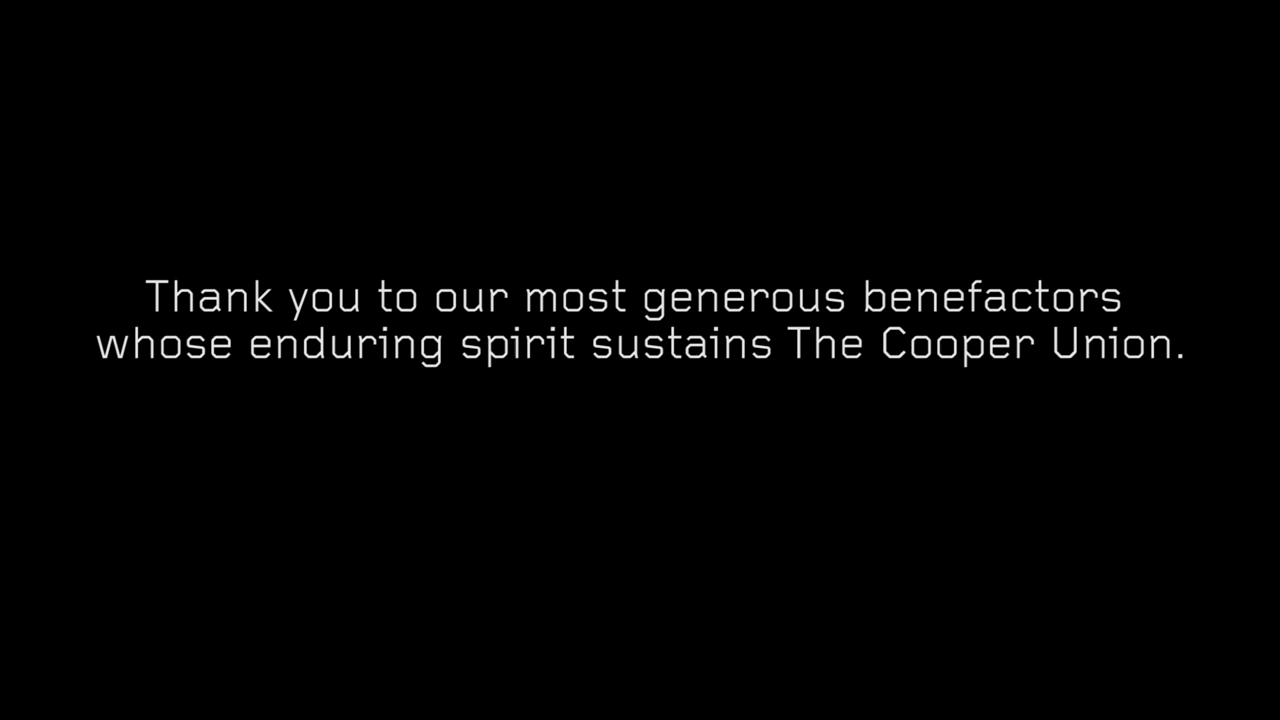 Thank you to our most generous benefactors
whose enduring spirit sustains The Cooper Union.